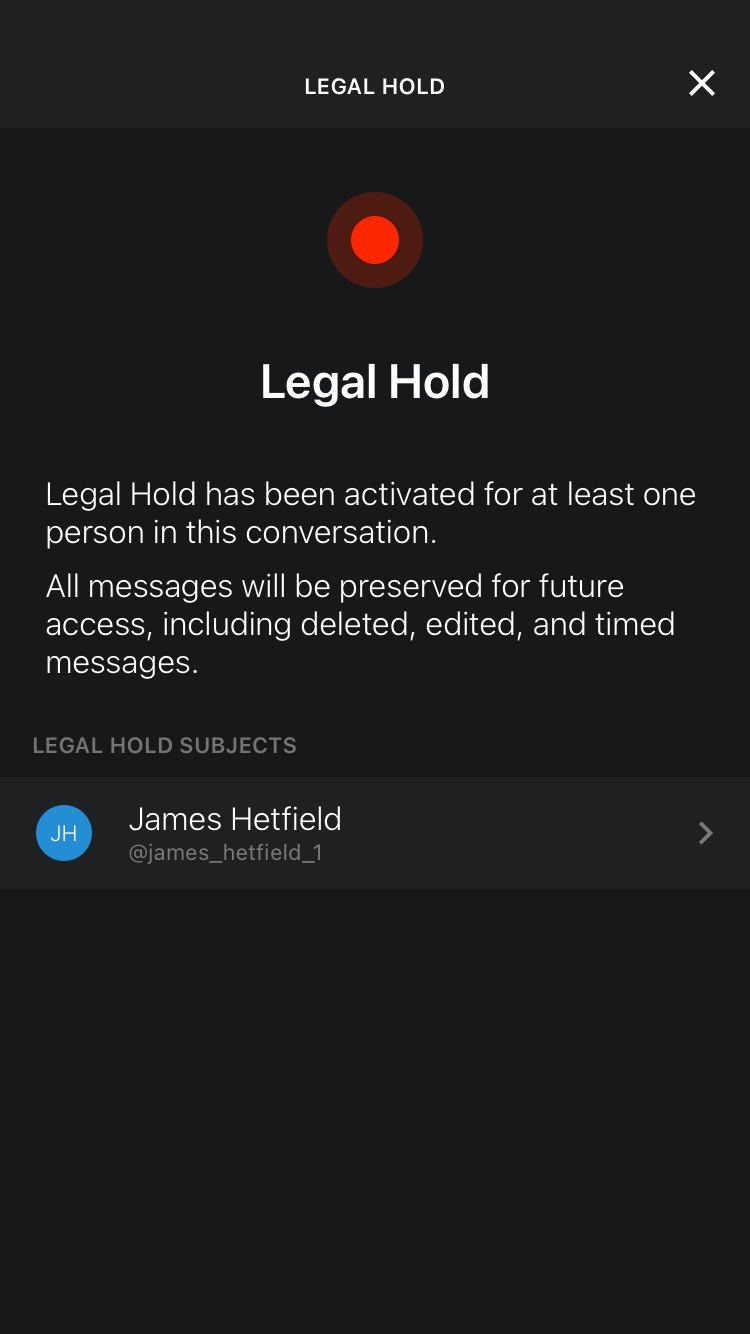 LEGAL HOLD
Legal Hold
Legal Hold has been activated for at least one
person in this conversation.
All messages will be preserved for future
access, including deleted, edited, and timed
messages.
LEGAL HOLD SUBJECTS
JH
James Hetfield
@james_hetfield_1